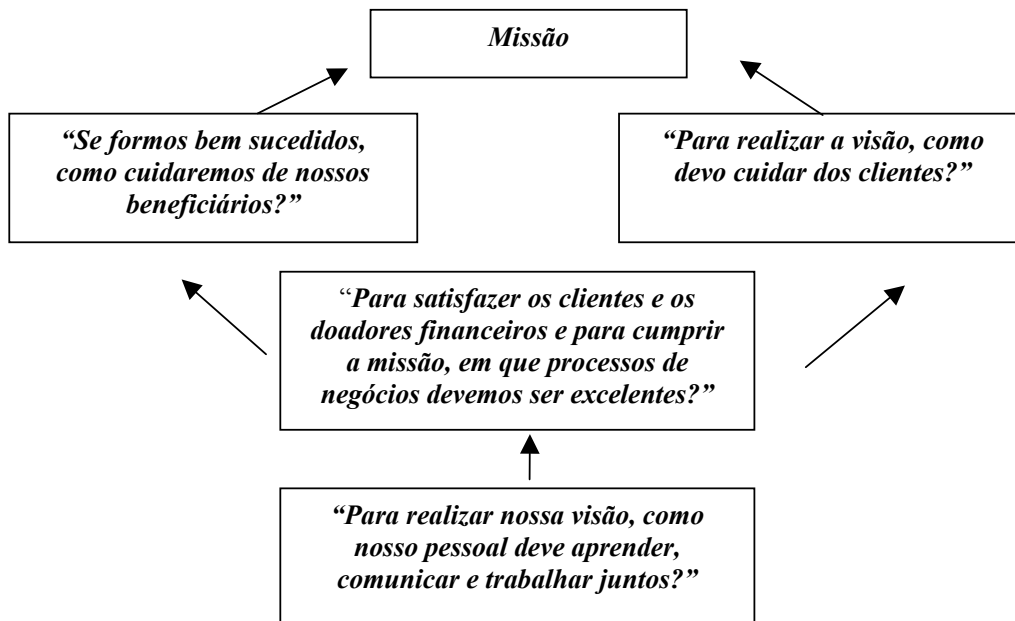 Missão
“Se formos bem sucedidos,
como cuidaremos de nossos
beneficiários?”
“Para realizar a visão, como
devo cuidar dos clientes?”
“Para satisfazer os clientes e os
doadores financeiros e para cumprir
a missão, em que processos de
negócios devemos ser excelentes?”
“Para realizar nossa visão, como
nosso pessoal deve aprender,
comunicar e trabalhar juntos?”